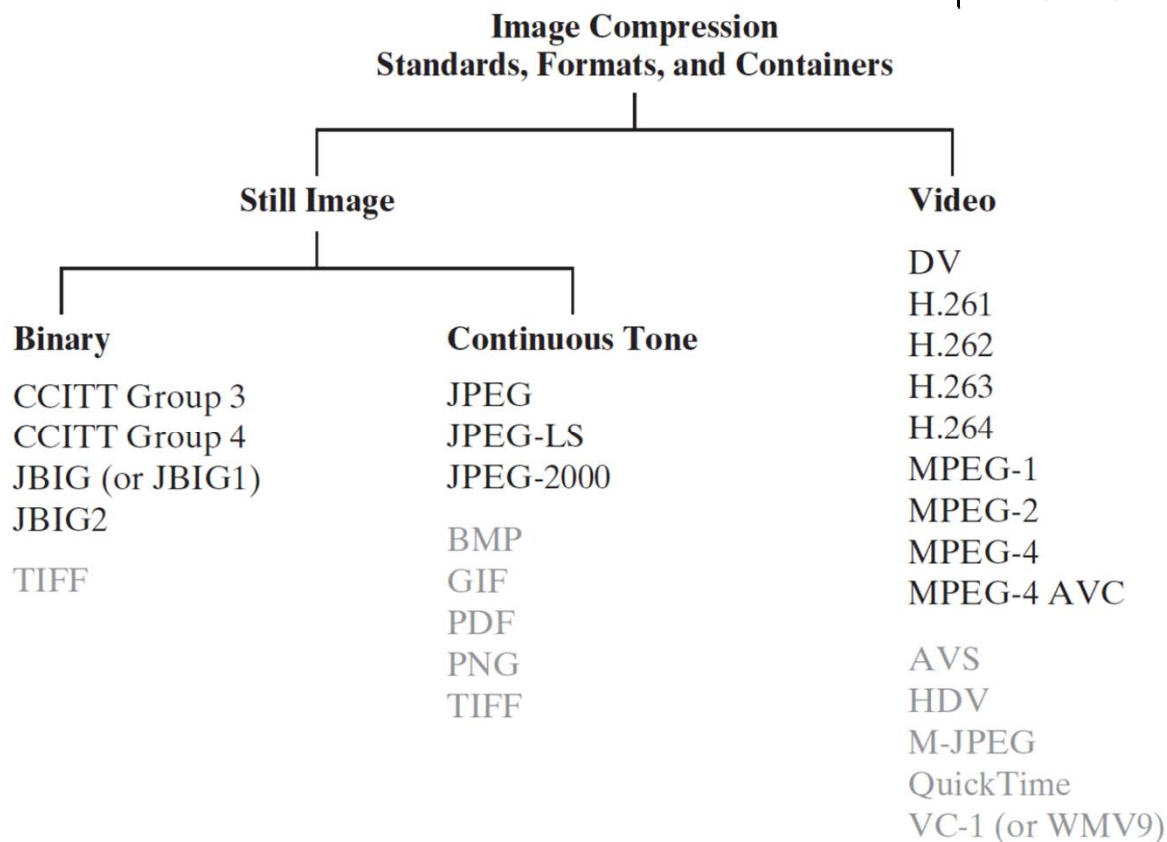 Image Compression
Standards, Formats, and Containers
Still Image
Video
Binary
CCITT Group 3
CCITT Group 4
JBIG (or JBIG1)
JBIG2
TIFF
Continuous Tone
JPEG
JPEG-LS
JPEG-2000
BMP
GIF
PDF
PNG
TIFF
DV
H.261
H.262
H.263
H.264
MPEG-1
MPEG-2
MPEG-4
MPEG-4 AVC
AVS
HDV
M-JPEG
QuickTime
VC-1 (or WMV9)